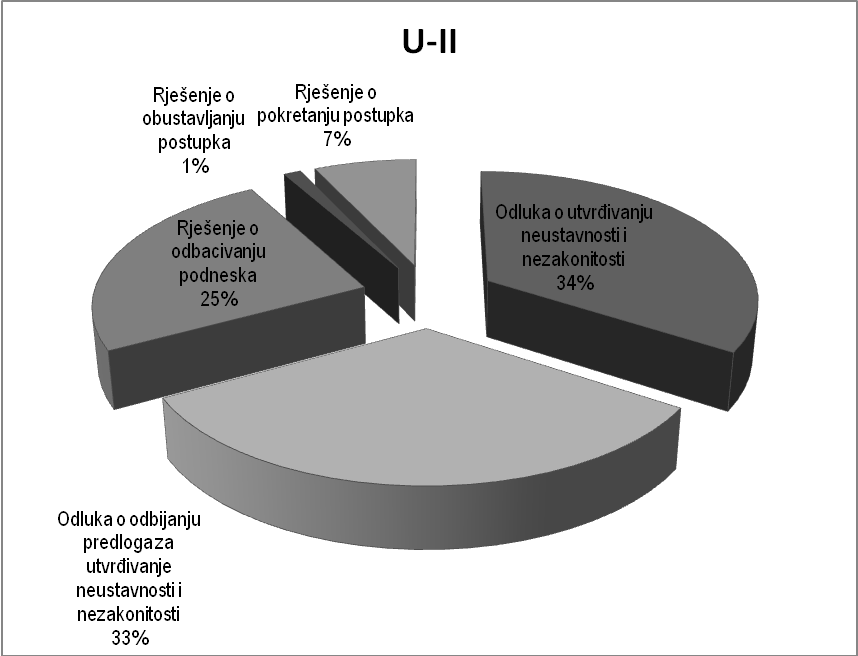 U-II
Rješenje o
obustavljanju
postupka
1%
Rješenje o
pokretanju postupka
7%
Odluka o utvrđivanju
neustavnosti i
nezakonitosti
34%
Rješenje o
odbacivanju
podneska
25%
Odluka o odbijanju
predlogaza
utvrđivanje
neustavnosti i
nezakonitosti
33%